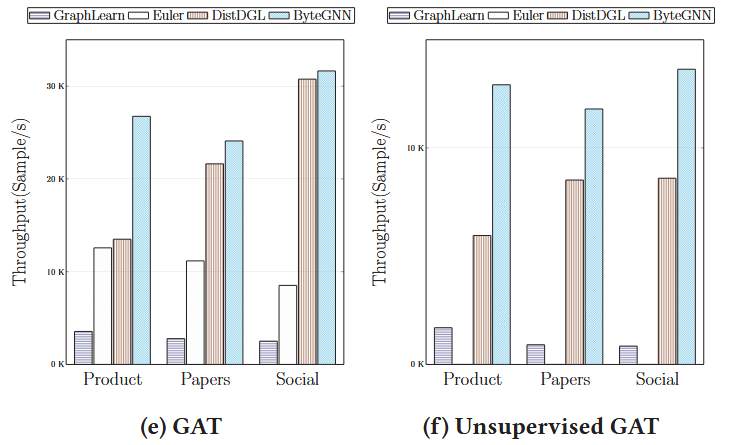 GraphLearn Euler DistDGL ByteGNN
Throughput(Sample/s)
30 K
20 K
10 K
0 K
Product Papers Social
(e) GAT
GraphLearn Euler DistDGL ByteGNN
Throughput(Sample/s)
10 K
0 K
Product Papers Social
(f) Unsupervised GAT